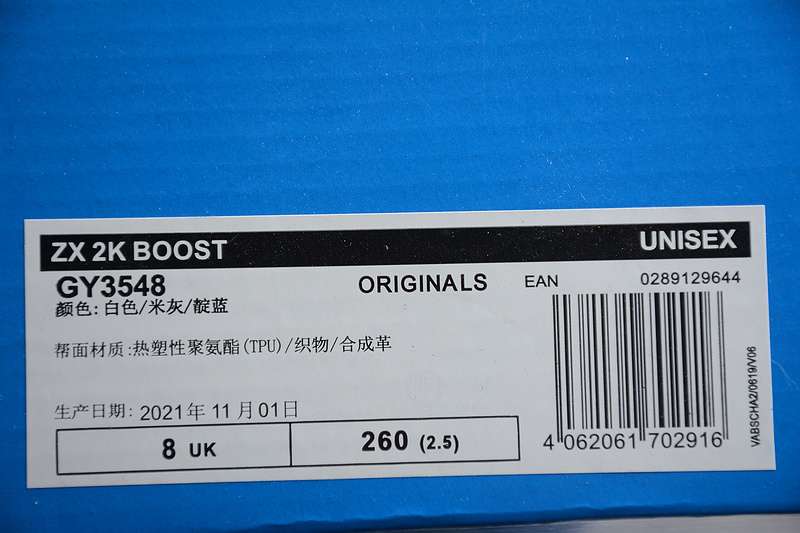 ZX 2K BOOST UNISEX
GY3548 ORIGINALS EAN 0289129644
颜色: 白色/米灰/靛蓝
帮面材质:热塑性聚氨酯(TPU)/织物/合成革
生产日期: 2021年 11月 01日
8 UK 260 (2.5)
4 062061 702916
VABSCHA2/0619/V06